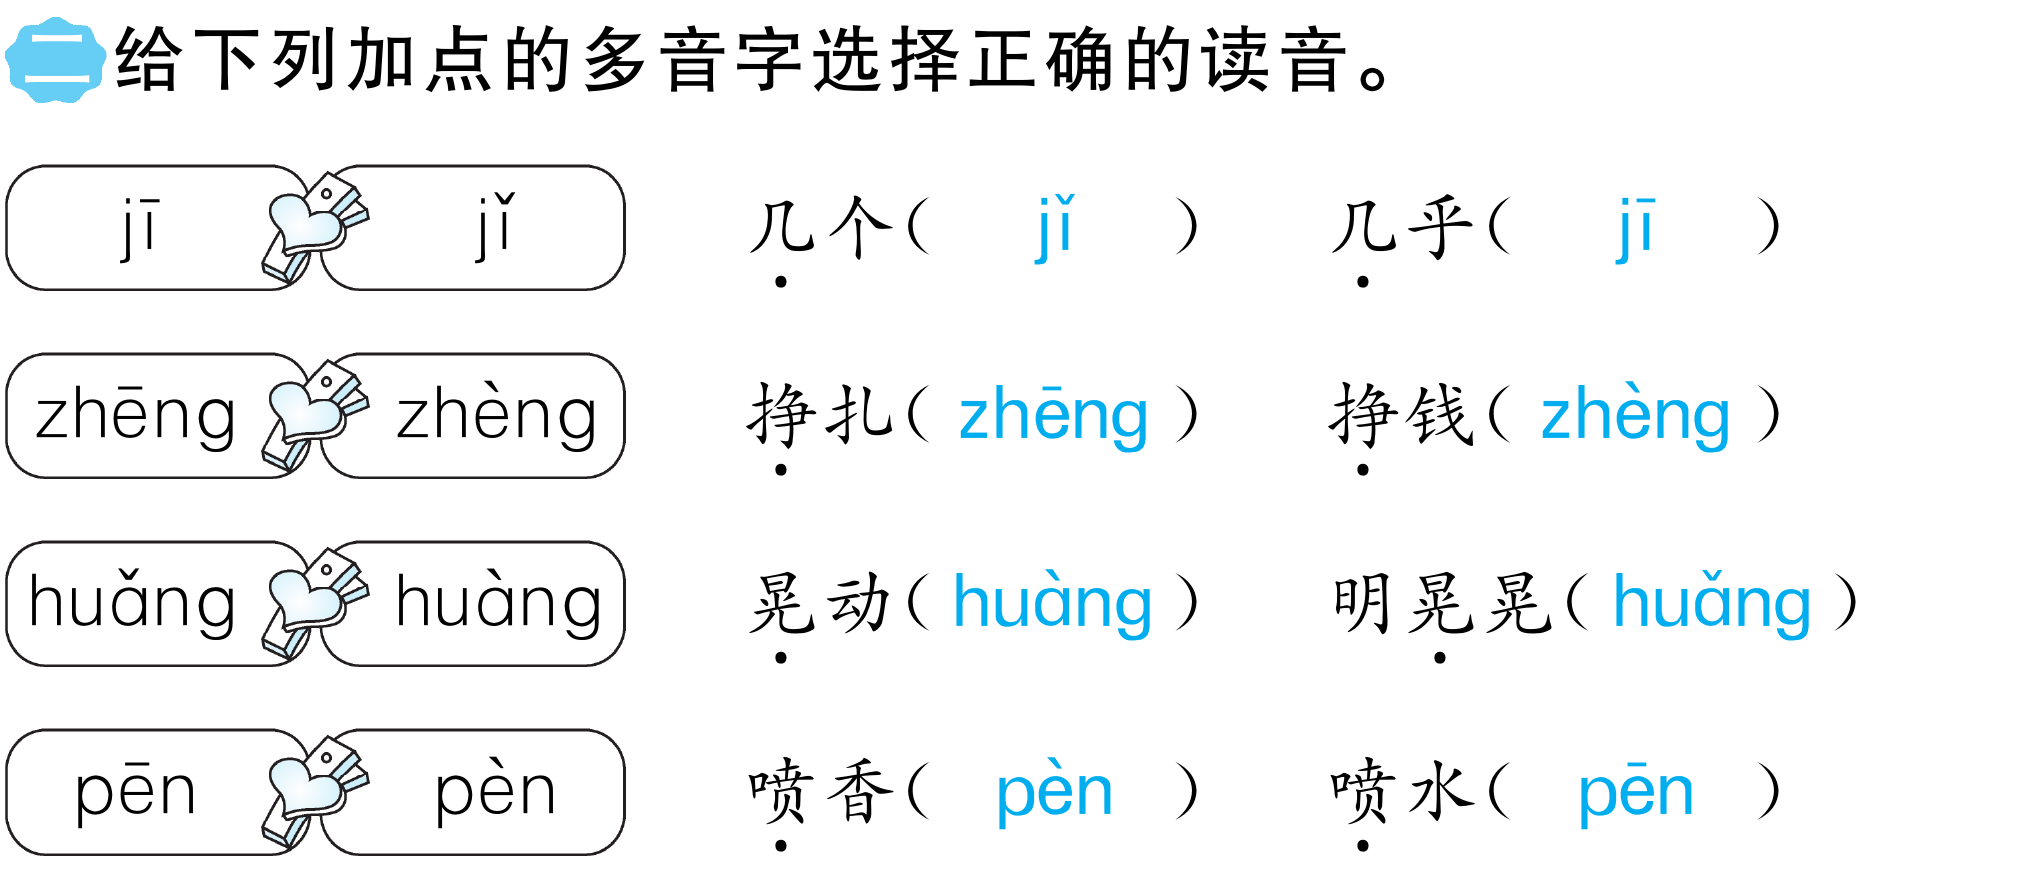 二 给下列加点的多音字选择正确的读音。
jī jǐ 几个( jǐ ) 几乎( jī )
zhēng zhèng 挣扎( zhēng ) 挣钱( zhèng )
huǎng huàng 晃动( huàng ) 明晃晃( huǎng )
pēn pèn 喷香( pèn ) 喷水( pēn )